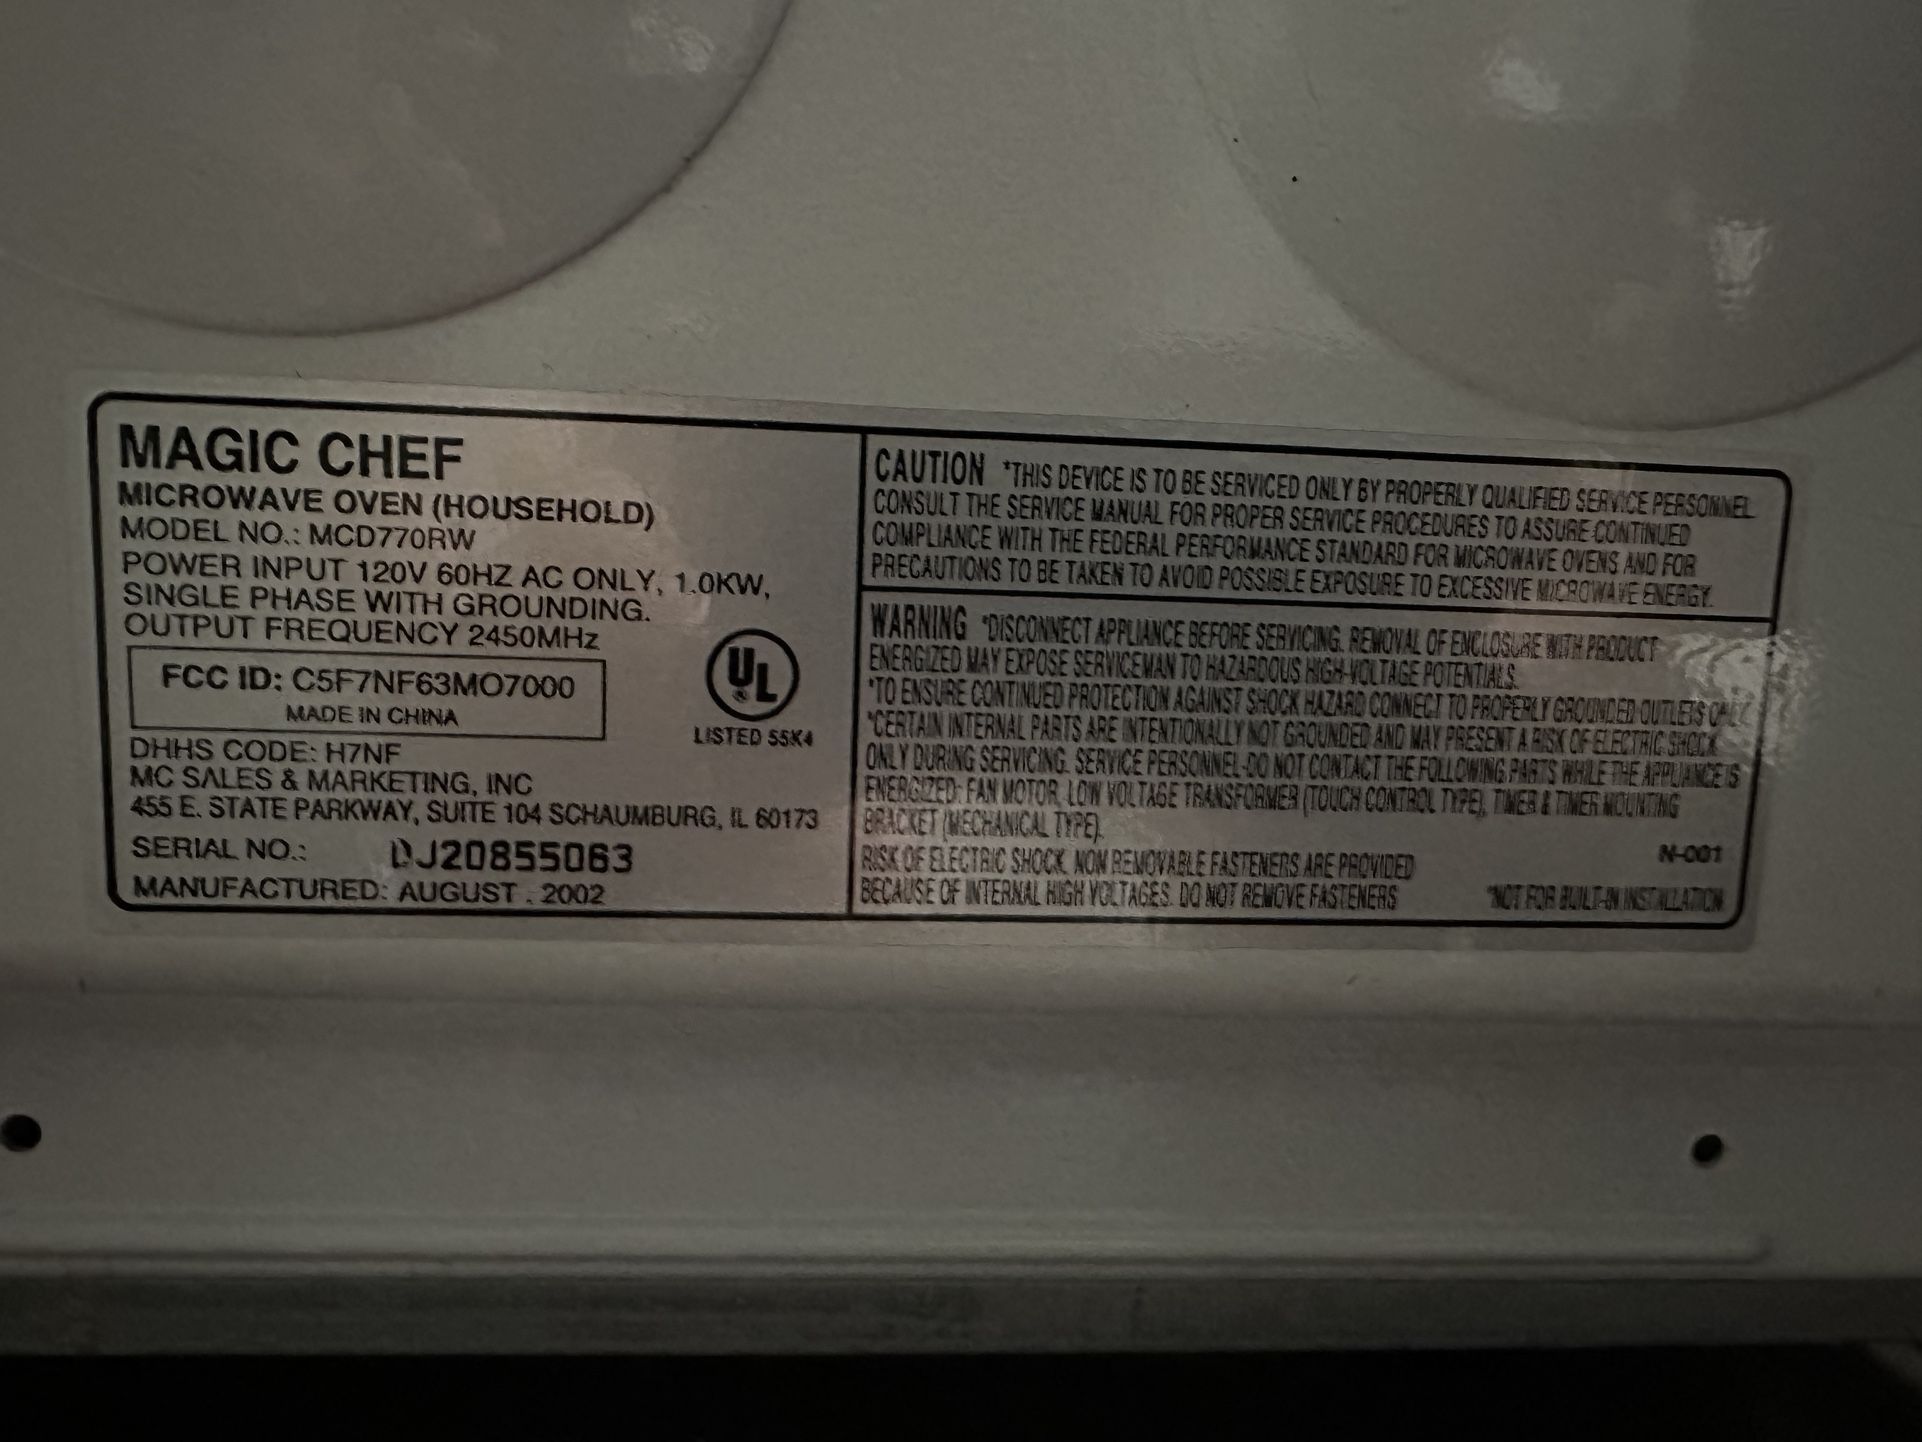 MAGIC CHEF
MICROWAVE OVEN (HOUSEHOLD)
MODEL NO.: MCD770RW
POWER INPUT 120V 60HZ AC ONLY, 1.0KW,
SINGLE PHASE WITH GROUNDING.
OUTPUT FREQUENCY 2450MHz
FCC ID: C5F7NF63MO7000
MADE IN CHINA
UL
®
LISTED 55K4
DHHS CODE: H7NF
MC SALES & MARKETING, INC
455 E. STATE PARKWAY, SUITE 104 SCHAUMBURG, IL 60173
SERIAL NO.: DJ20855063
MANUFACTURED: AUGUST . 2002
CAUTION *THIS DEVICE IS TO BE SERVICED ONLY BY PROPERLY QUALIFIED SERVICE PERSONNEL
CONSULT THE SERVICE MANUAL FOR PROPER SERVICE PROCEDURES TO ASSURE CONTINUED
COMPLIANCE WITH THE FEDERAL PERFORMANCE STANDARD FOR MICROWAVE OVENS AND FOR
PRECAUTIONS TO BE TAKEN TO AVOID POSSIBLE EXPOSURE TO EXCESSIVE MICROWAVE ENERGY.
WARNING *DISCONNECT APPLIANCE BEFORE SERVICING. REMOVAL OF ENCLOSURE WITH PRODUCT
ENERGIZED MAY EXPOSE SERVICEMAN TO HAZARDOUS HIGH-VOLTAGE POTENTIALS.
*TO ENSURE CONTINUED PROTECTION AGAINST SHOCK HAZARD CONNECT TO PROPERLY GROUNDED OUTLETS ONLY
*CERTAIN INTERNAL PARTS ARE INTENTIONALLY NOT GROUNDED AND MAY PRESENT A RISK OF ELECTRIC SHOCK
ONLY DURING SERVICING. SERVICE PERSONNEL-DO NOT CONTACT THE FOLLOWING PARTS WHILE THE APPLIANCE IS
ENERGIZED: FAN MOTOR, LOW VOLTAGE TRANSFORMER (TOUCH CONTROL TYPE), TIMER & TIMER MOUNTING
BRACKET (MECHANICAL TYPE).
RISK OF ELECTRIC SHOCK. NON REMOVABLE FASTENERS ARE PROVIDED
BECAUSE OF INTERNAL HIGH VOLTAGES. DO NOT REMOVE FASTENERS
N-001
*NOT FOR BUILT-IN INSTALLATION